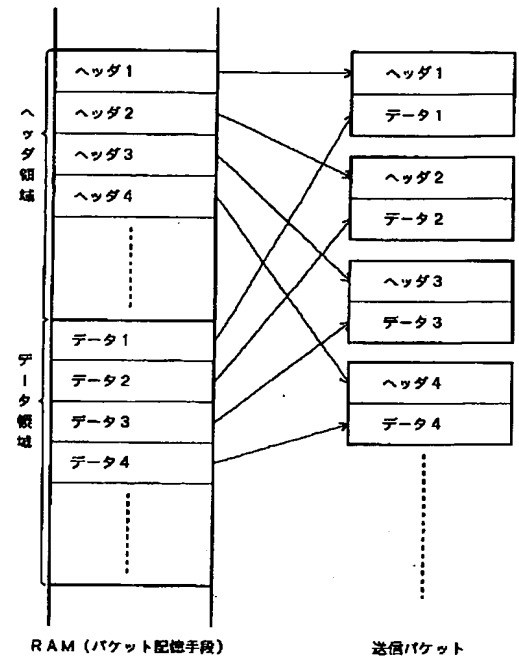 ヘッダ領域
ヘッダ1
ヘッダ2
ヘッダ3
ヘッダ4
データ領域
データ1
データ2
データ3
データ4
RAM(パケット記憶手段)
ヘッダ1
データ1
ヘッダ2
データ2
ヘッダ3
データ3
ヘッダ4
データ4
送信パケット